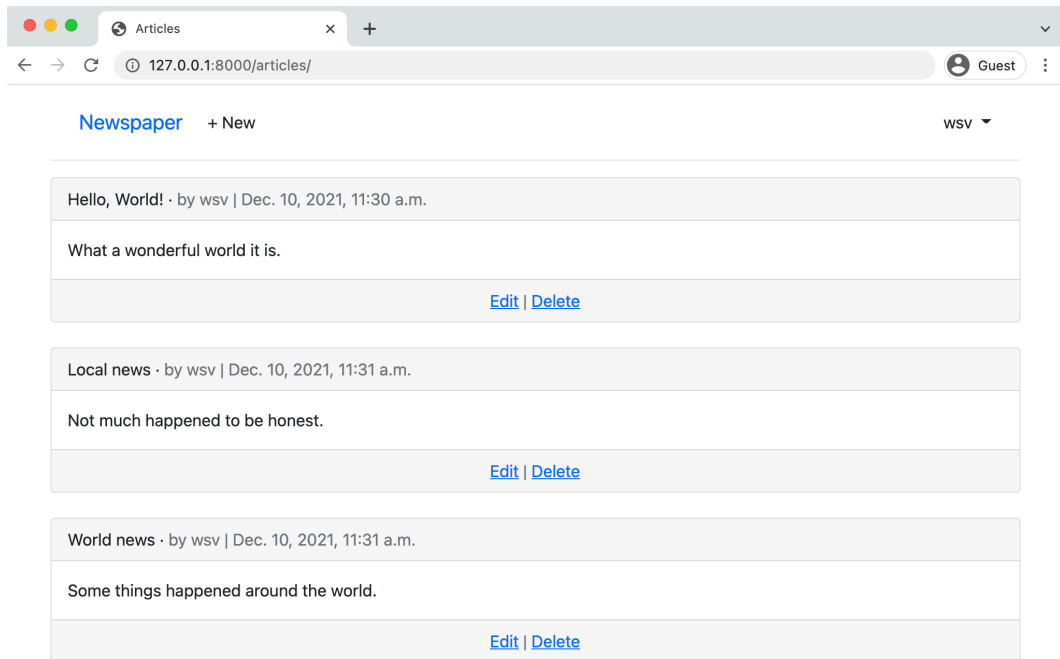 Articles
127.0.0.1:8000/articles/
Guest
Newspaper + New wsv
Hello, World! · by wsv | Dec. 10, 2021, 11:30 a.m.
What a wonderful world it is.
Edit | Delete
Local news · by wsv | Dec. 10, 2021, 11:31 a.m.
Not much happened to be honest.
Edit | Delete
World news · by wsv | Dec. 10, 2021, 11:31 a.m.
Some things happened around the world.
Edit | Delete